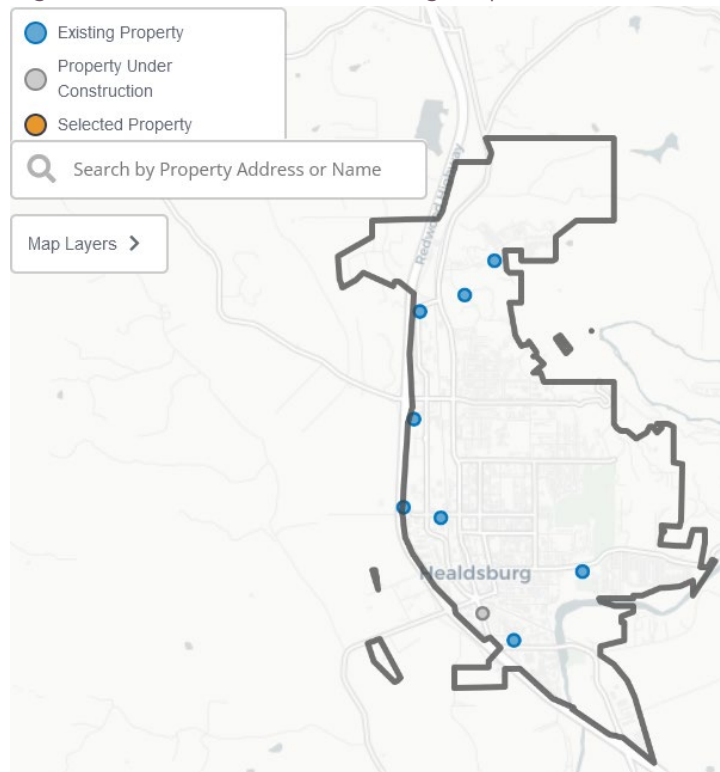 Existing Property
Property Under
Construction
Selected Property
Search by Property Address or Name
Map Layers
Redwood Highway
Healdsburg